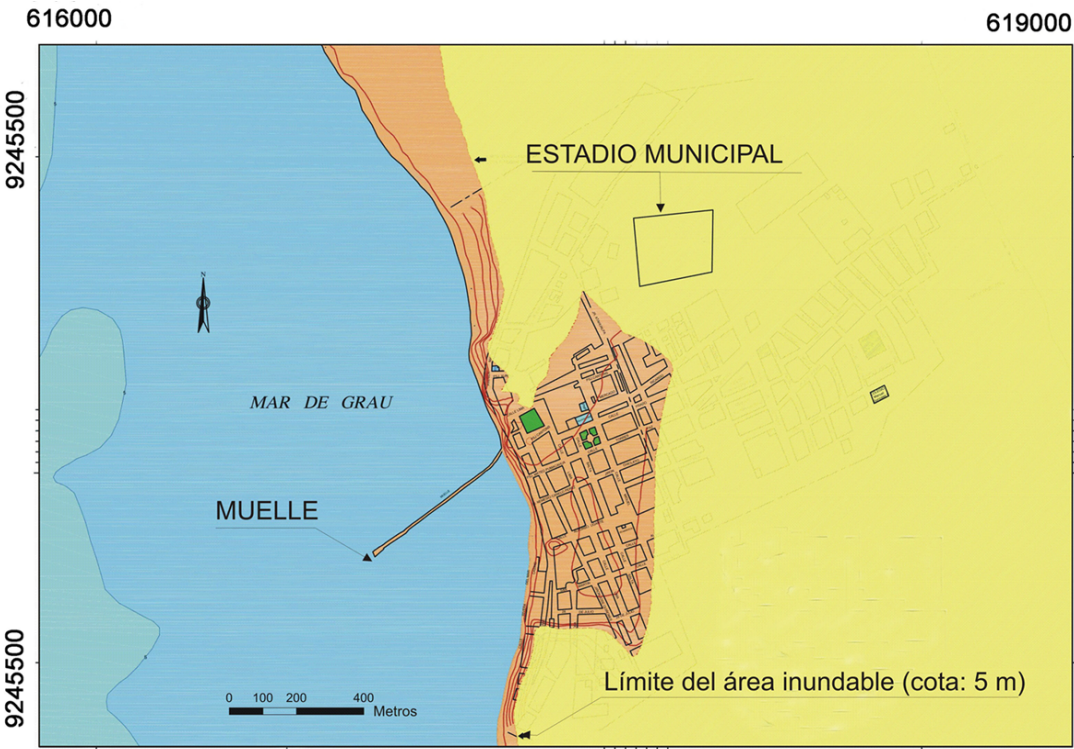 616000
619000
9245500
ESTADIO MUNICIPAL
N
MAR DE GRAU
MUELLE
9245500
Límite del área inundable (cota: 5 m)
0 100 200 400
Metros